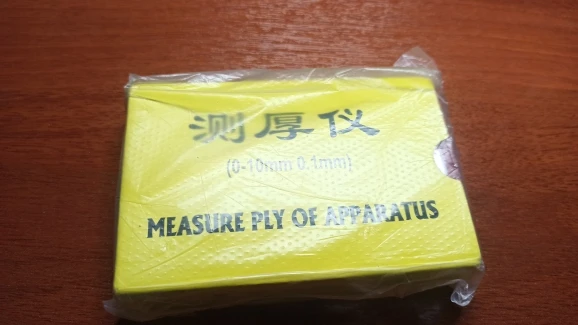 测厚仪
(0-10mm 0.1mm)
MEASURE PLY OF APPARATUS